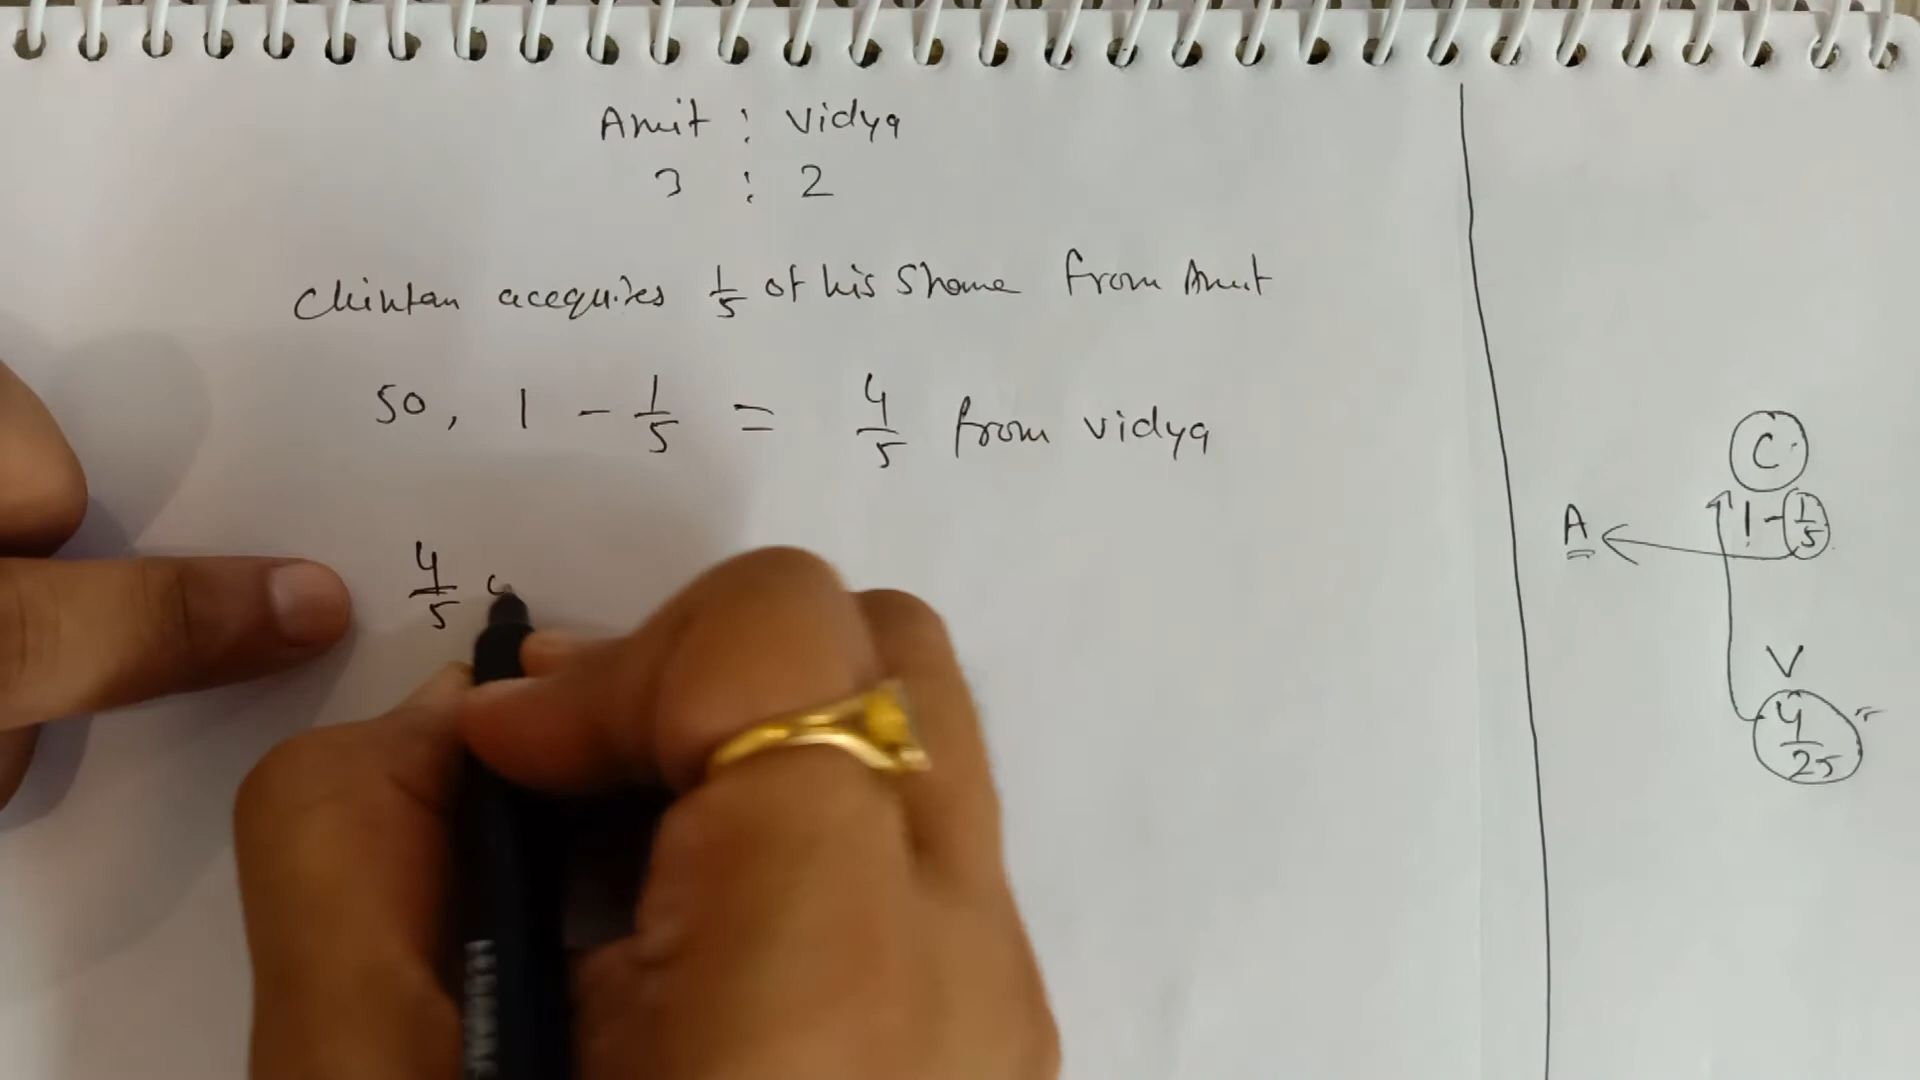 Amit : Vidya
3 : 2
Chintan acequires 1/5 of his Share from Amit
So, 1 - 1/5 = 4/5 from vidya
4/5
C
1 - 1/5
A
V
4/25